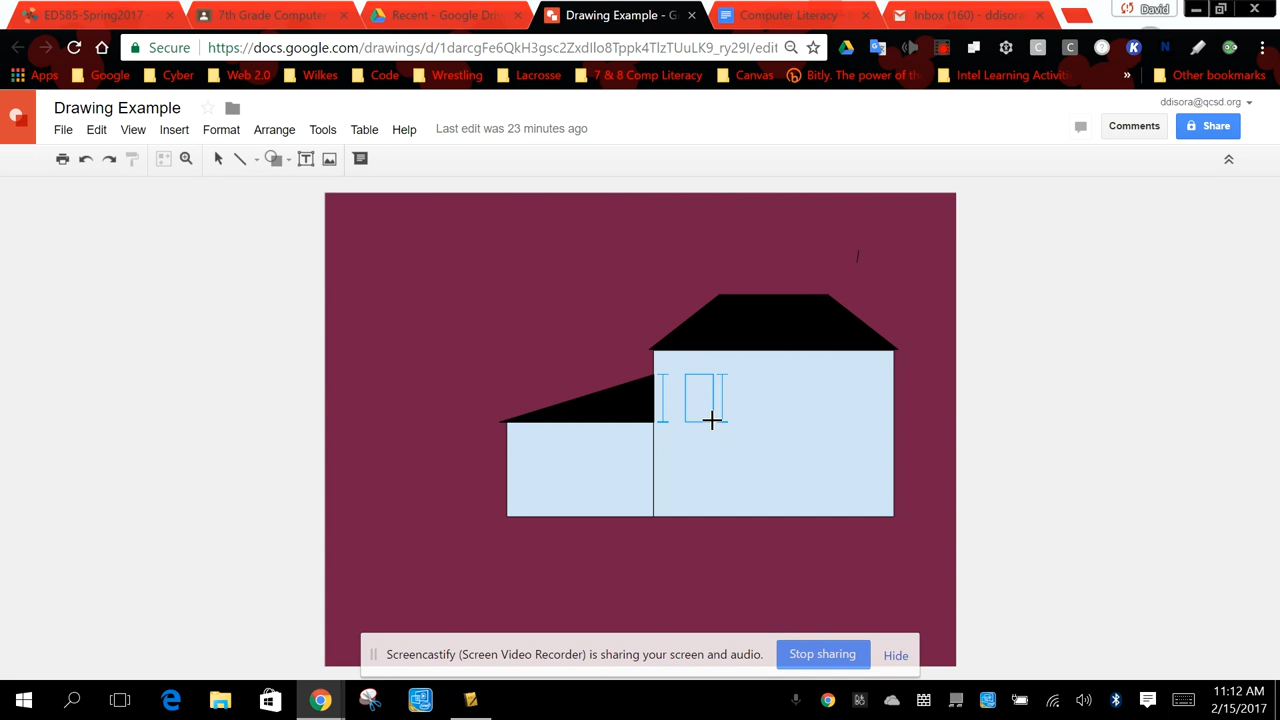 ED585-Spring2017
7th Grade Computer
Recent - Google Driv
Drawing Example - G
Computer Literacy
Inbox (160) - ddisora
David
Secure
https://docs.google.com/drawings/d/1darcgFe6QkH3gsc2ZxdIlo8Tppk4TlzTUuLK9_ry29I/edit
Apps
Google
Cyber
Web 2.0
Wilkes
Code
Wrestling
Lacrosse
7 & 8 Comp Literacy
Canvas
Bitly. The power of the
Intel Learning Activiti
»
Other bookmarks
Drawing Example
ddisora@qcsd.org
File Edit View Insert Format Arrange Tools Table Help
Last edit was 23 minutes ago
Comments
Share
Screencastify (Screen Video Recorder) is sharing your screen and audio.
Stop sharing
Hide
11:12 AM
2/15/2017